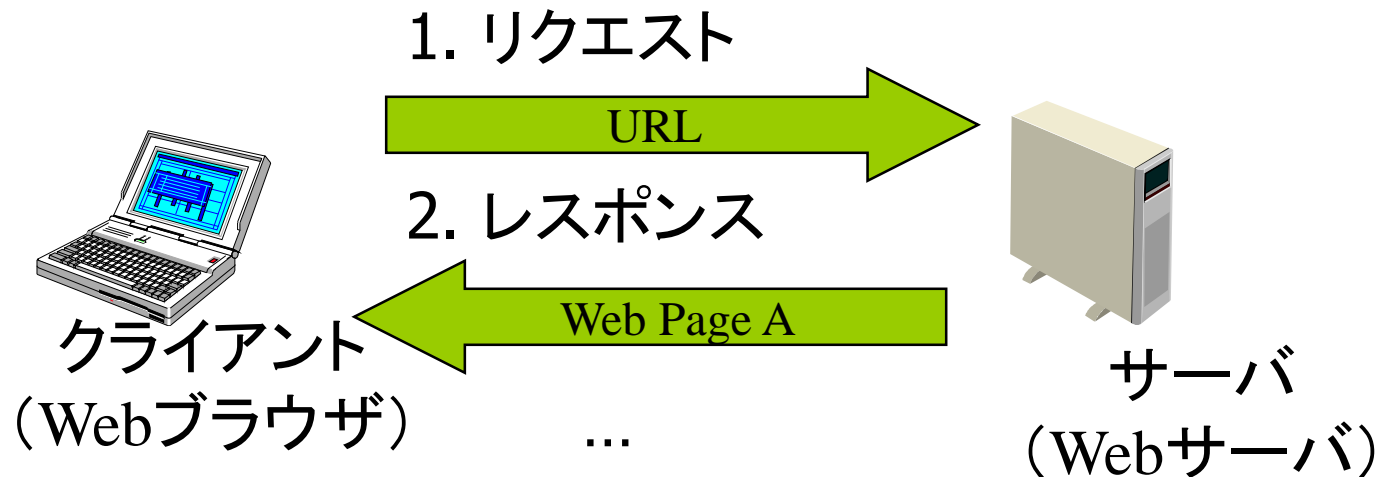 1. リクエスト
URL
2. レスポンス
Web Page A
クライアント
（Webブラウザ）
...
サーバ
（Webサーバ）